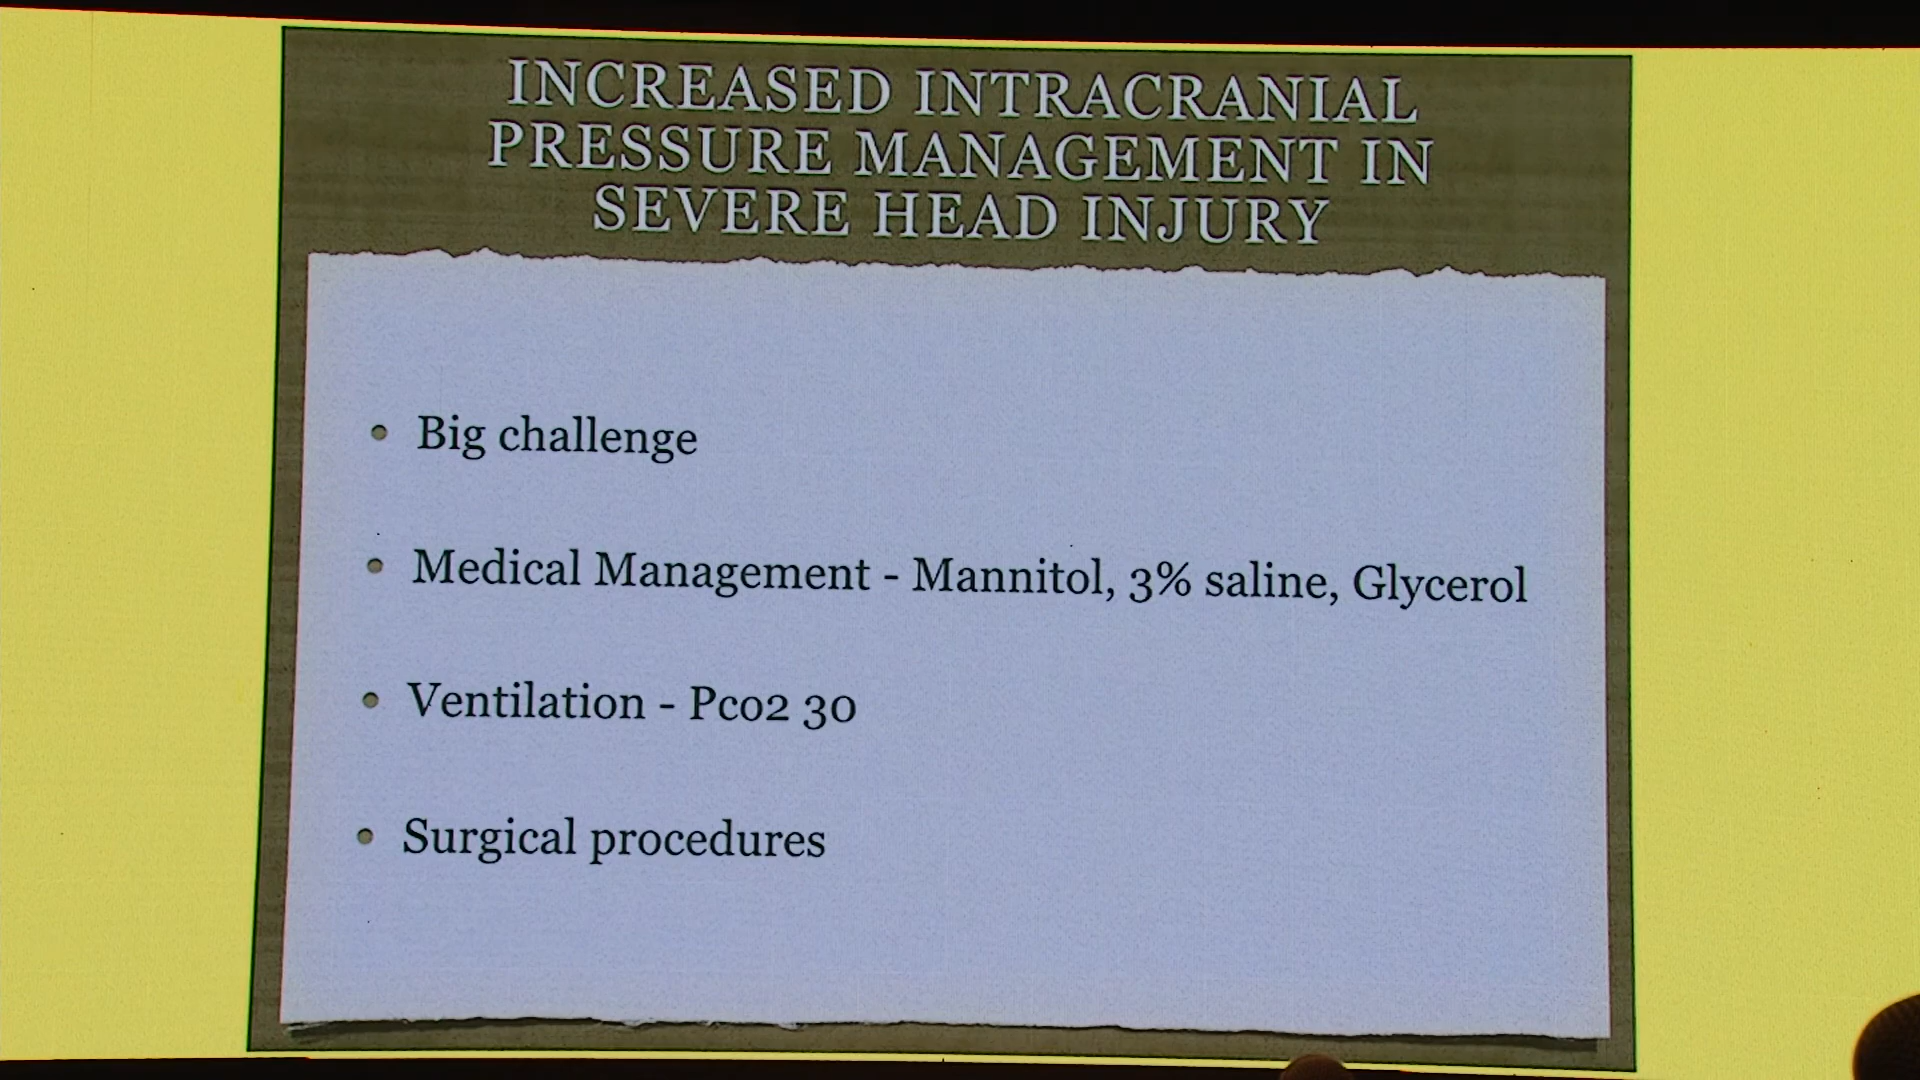 INCREASED INTRACRANIAL
PRESSURE MANAGEMENT IN
SEVERE HEAD INJURY
• Big challenge
• Medical Management - Mannitol, 3% saline, Glycerol
• Ventilation - Pco2 30
• Surgical procedures